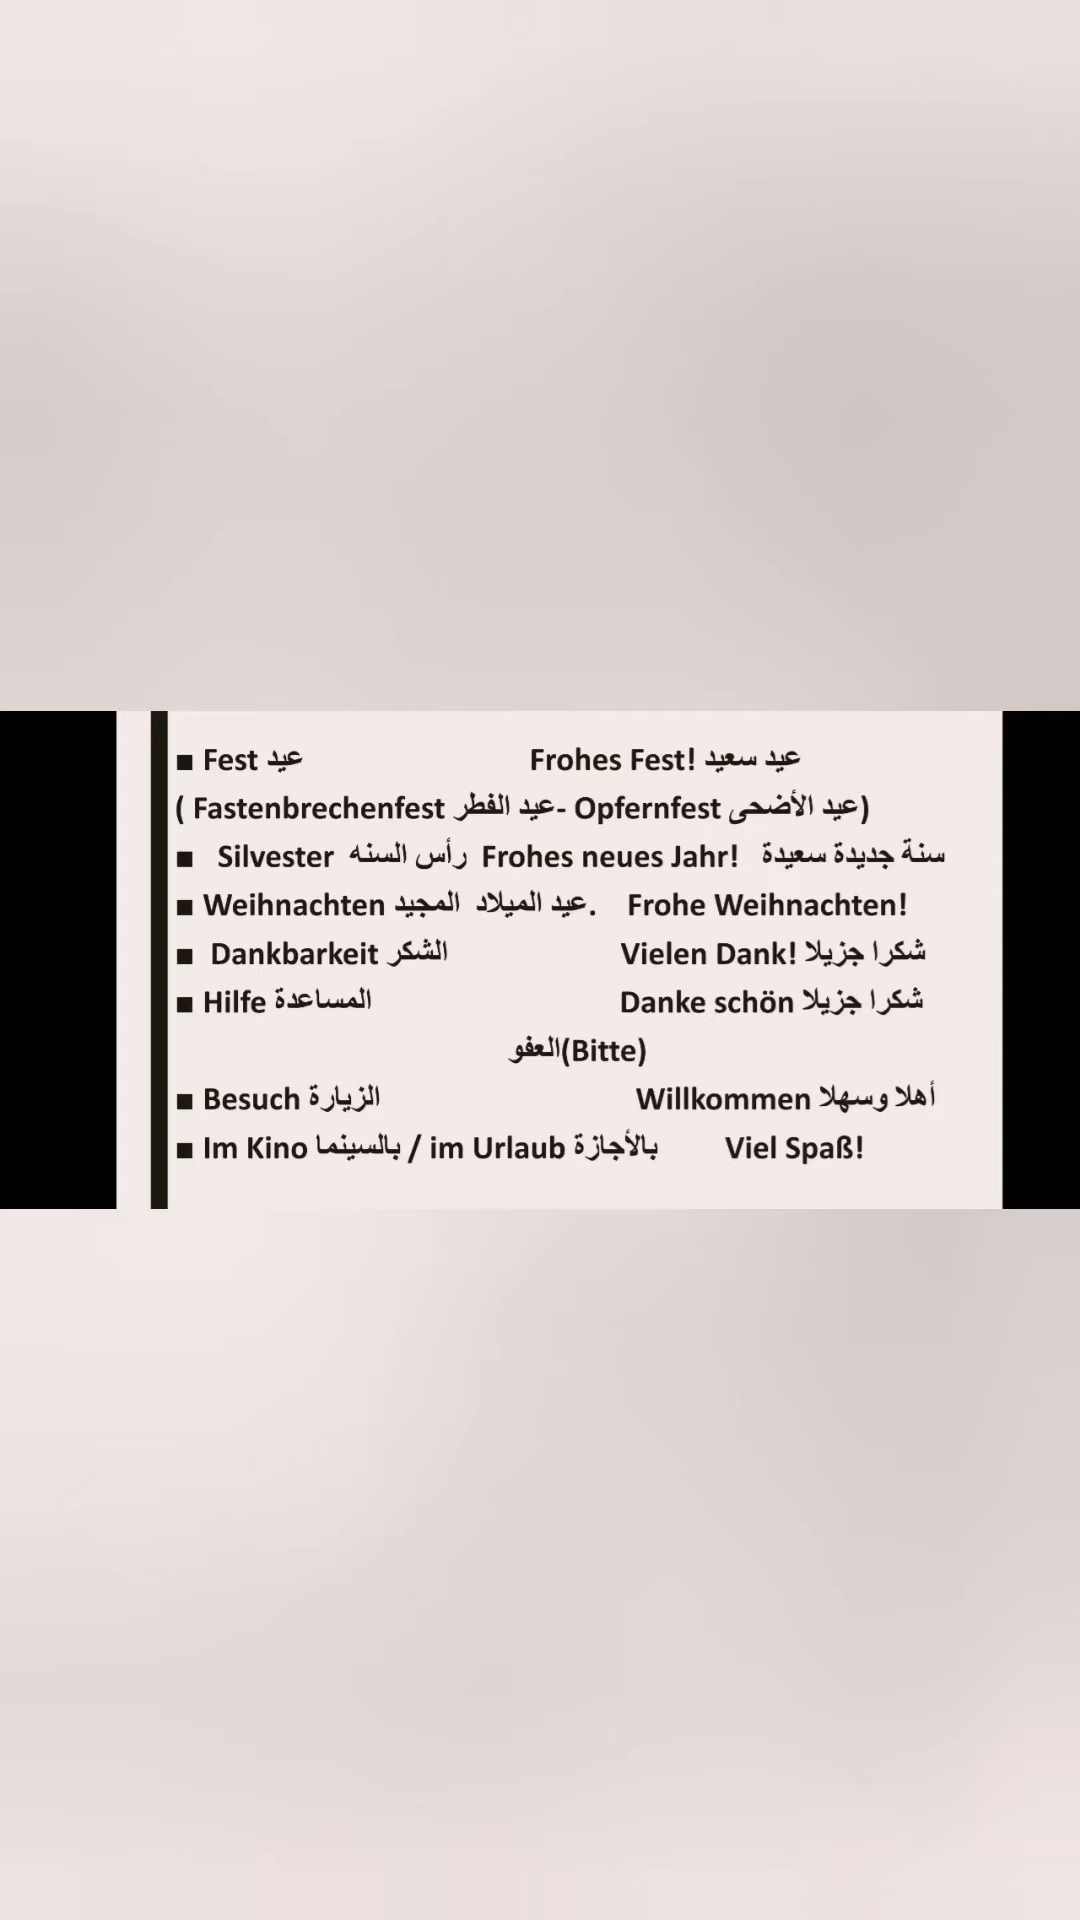 ▪ Fest عيد Frohes Fest! عيد سعيد
( Fastenbrechenfest عيد الفطر- Opfernfest عيد الأضحى)
▪ Silvester رأس السنه Frohes neues Jahr! سنة جديدة سعيدة
▪ Weihnachten عيد الميلاد المجيد. Frohe Weihnachten!
▪ Dankbarkeit الشكر Vielen Dank! شكرا جزيلا
▪ Hilfe المساعدة Danke schön شكرا جزيلا
العفو(Bitte)
▪ Besuch الزيارة Willkommen أهلا وسهلا
▪ Im Kino بالسينما / im Urlaub بالأجازة Viel Spaß!